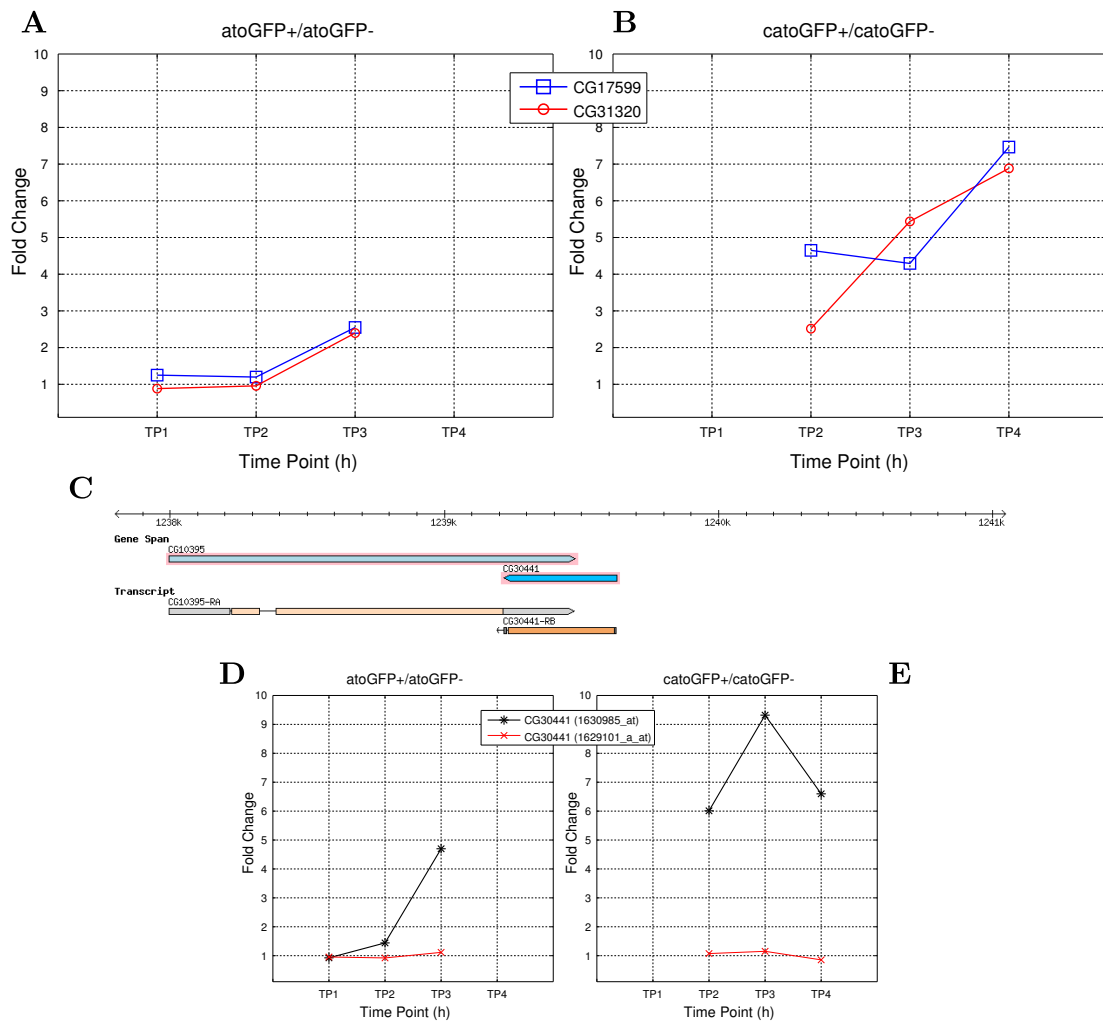 A
atoGFP+/atoGFP-
B
catoGFP+/catoGFP-
10
9
8
7
6
5
4
3
2
1
Fold Change
TP1 TP2 TP3 TP4
Time Point (h)
CG17599
CG31320
10
9
8
7
6
5
4
3
2
1
Fold Change
TP1 TP2 TP3 TP4
Time Point (h)
C
1238k 1239k 1240k 1241k
Gene Span
CG10395
CG30441
Transcript
CG10395-RA
CG30441-RB
D
atoGFP+/atoGFP-
catoGFP+/catoGFP-
E
10
9
8
7
6
5
4
3
2
1
Fold Change
TP1 TP2 TP3 TP4
Time Point (h)
CG30441 (1630985_at)
CG30441 (1629101_a_at)
10
9
8
7
6
5
4
3
2
1
Fold Change
TP1 TP2 TP3 TP4
Time Point (h)